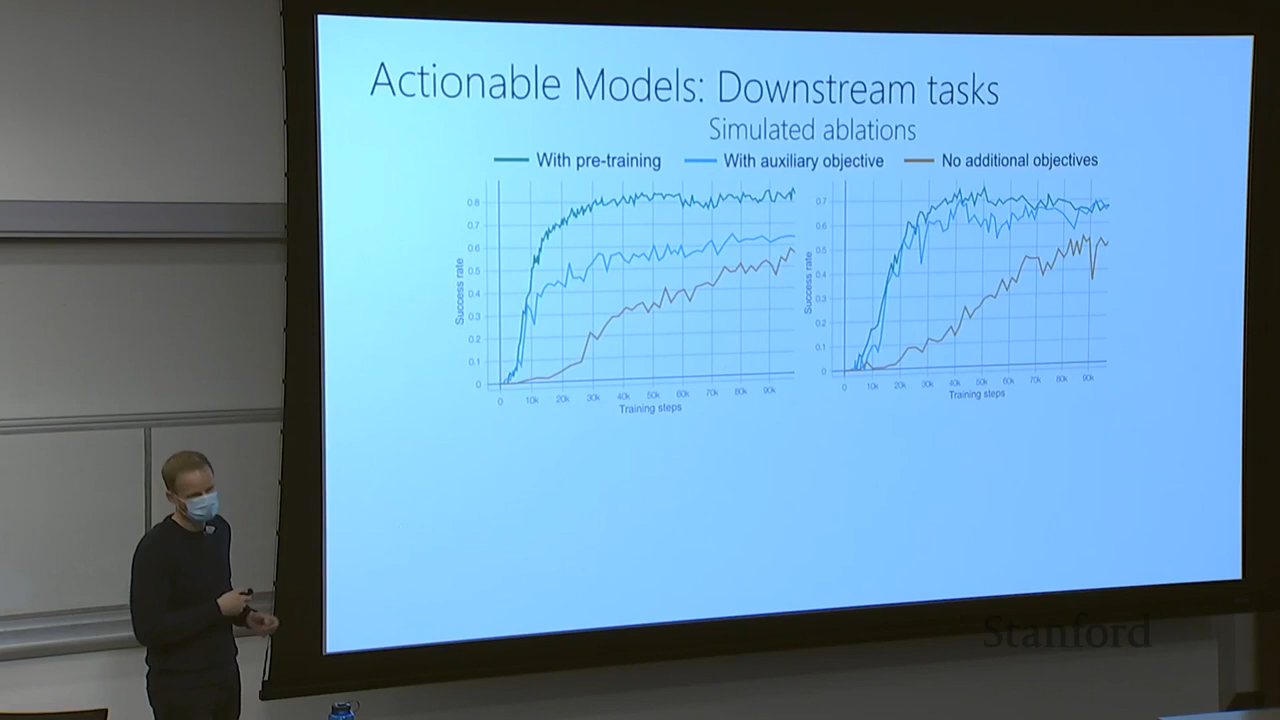 Actionable Models: Downstream tasks
Simulated ablations
With pre-training With auxiliary objective No additional objectives
0.8
0.7
0.6
0.5
0.4
0.3
0.2
0.1
0
Success rate
0 10k 20k 30k 40k 50k 60k 70k 80k 90k
Training steps
0.7
0.6
0.5
0.4
0.3
0.2
0.1
0
Success rate
0 10k 20k 30k 40k 50k 60k 70k 80k 90k
Training steps
Stanford